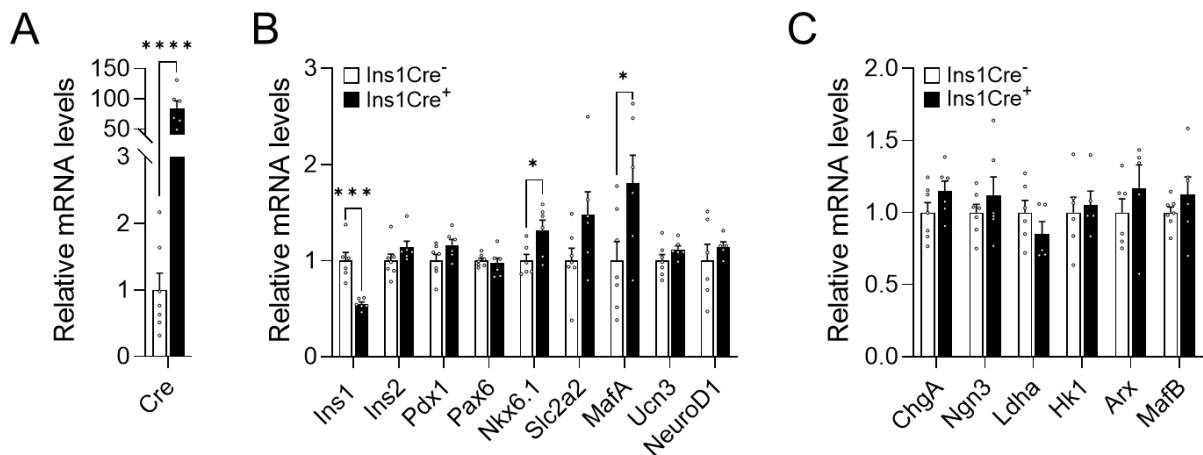 A
Relative mRNA levels
150
100
50
3
2
1
0
****
Cre
B
Relative mRNA levels
3
2
1
0
Ins1Cre-
Ins1Cre+
***
*
*
Ins1
Ins2
Pdx1
Pax6
Nkx6.1
Slc2a2
MafA
Ucn3
NeuroD1
C
Relative mRNA levels
2.0
1.5
1.0
0.5
0.0
Ins1Cre-
Ins1Cre+
ChgA
Ngn3
Ldha
Hk1
Arx
MafB